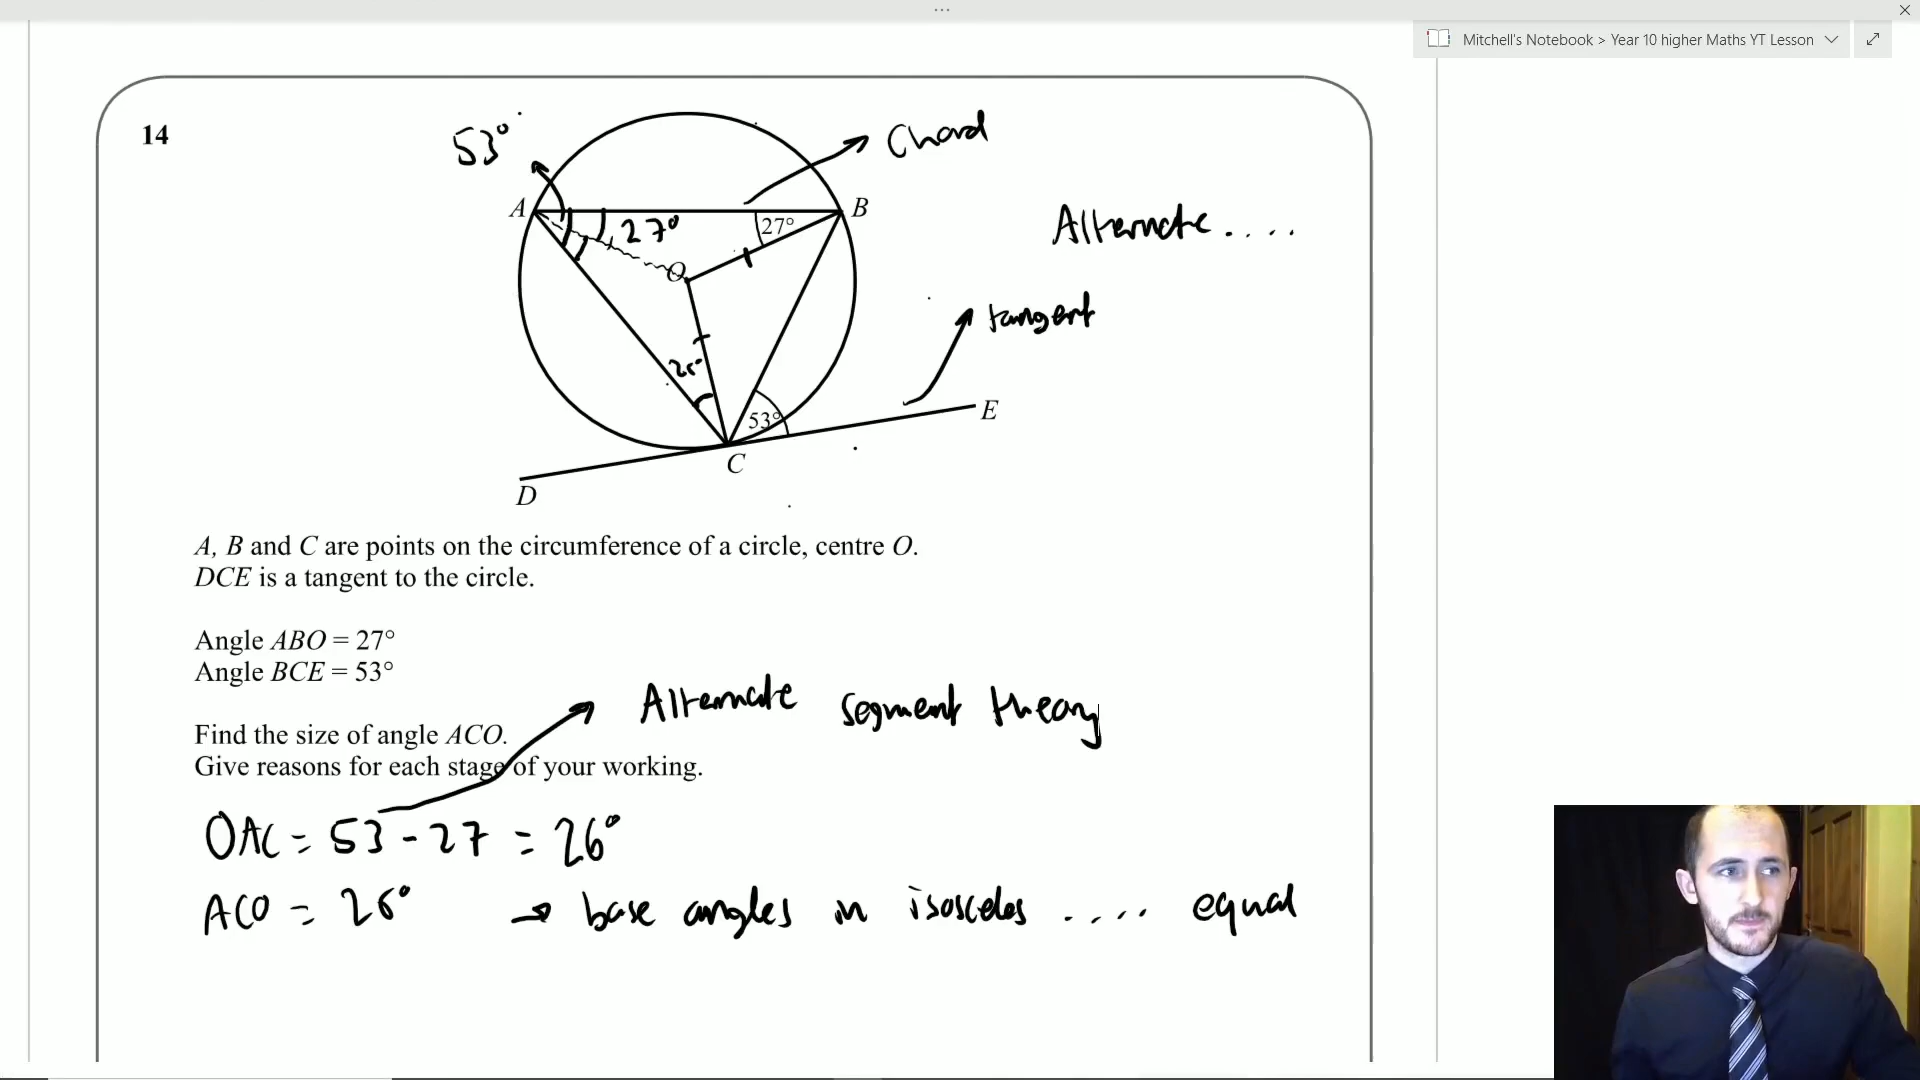 ...
Mitchell's Notebook > Year 10 higher Maths YT Lesson
14
53°
Chord
A
B
27°
27°
Alternate....
O
tangent
26°
53°
E
C
D
A, B and C are points on the circumference of a circle, centre O.
DCE is a tangent to the circle.
Angle ABO = 27°
Angle BCE = 53°
Alternate segment theory
Find the size of angle ACO.
Give reasons for each stage of your working.
OAC = 53 - 27 = 26°
ACO = 26° → base angles in isosceles .... equal